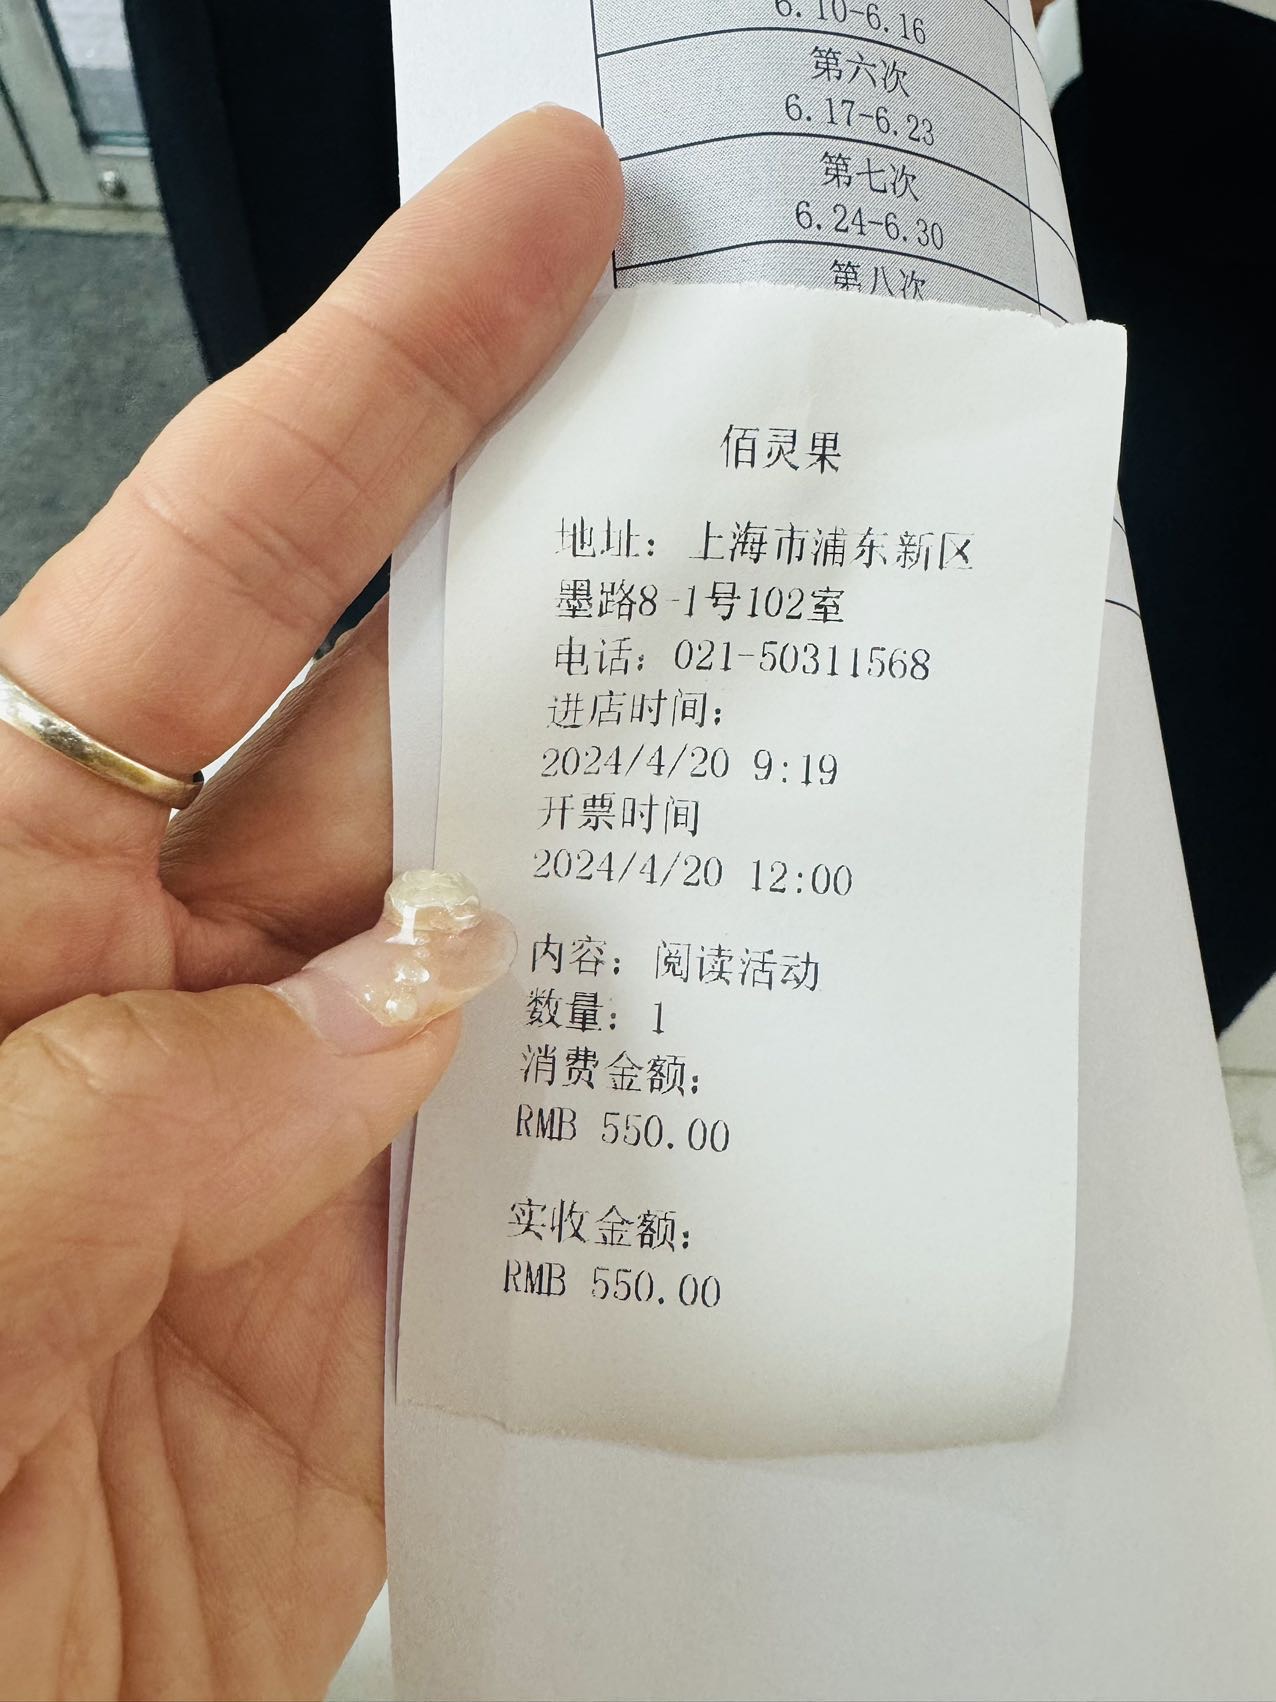 6.10-6.16
第六次
6.17-6.23
第七次
6.24-6.30
第八次
佰灵果
地址：上海市浦东新区
墨路8-1号102室
电话：021-50311568
进店时间：
2024/4/20 9:19
开票时间
2024/4/20 12:00
内容：阅读活动
数量：1
消费金额：
RMB 550.00
实收金额：
RMB 550.00